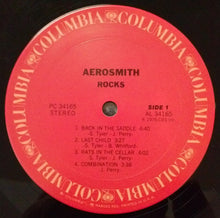 COLUMBIA COLUMBIA COLUMBIA COLUMBIA COLUMBIA COLUMBIA
AEROSMITH
ROCKS
PC 34165
STEREO
SIDE 1
AL 34165
1 BACK IN THE SADDLE 4:40
S. Tyler - J. Perry
2. LAST CHILD 3:27
S. Tyler - B. Whitford
3. RATS IN THE CELLAR 4:02
S. Tyler - J. Perry
4. COMBINATION 3:38
J. Perry